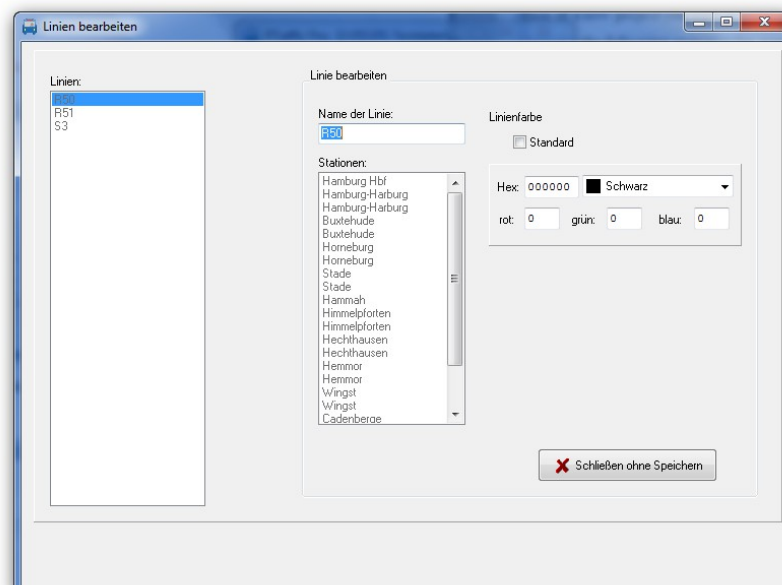 Linien bearbeiten
Linien:
R50
R51
S3
Linie bearbeiten
Name der Linie:
R50
Stationen:
Hamburg Hbf
Hamburg-Harburg
Hamburg-Harburg
Buxtehude
Buxtehude
Horneburg
Horneburg
Stade
Stade
Hammah
Himmelpforten
Himmelpforten
Hechthausen
Hechthausen
Hemmor
Hemmor
Wingst
Wingst
Cadenberge
Linienfarbe
Standard
Hex: 000000 Schwarz
rot: 0 grün: 0 blau: 0
Schließen ohne Speichern